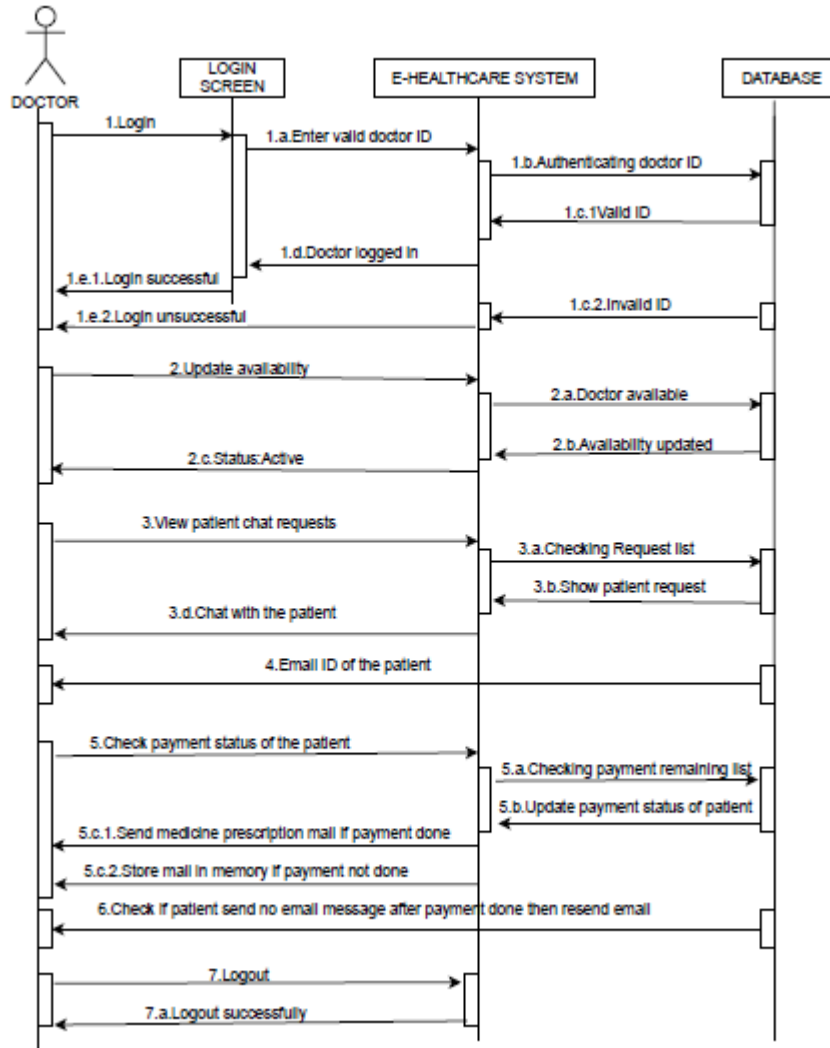 LOGIN
SCREEN
E-HEALTHCARE SYSTEM
DATABASE
DOCTOR
1.Login
1.a.Enter valid doctor ID
1.b.Authenticating doctor ID
1.c.1Valid ID
1.d.Doctor logged in
1.e.1.Login successful
1.c.2.Invalid ID
1.e.2.Login unsuccessful
2.Update availability
2.a.Doctor available
2.b.Availability updated
2.c.Status:Active
3.View patient chat requests
3.a.Checking Request list
3.b.Show patient request
3.d.Chat with the patient
4.Email ID of the patient
5.Check payment status of the patient
5.a.Checking payment remaining list
5.b.Update payment status of patient
5.c.1.Send medicine prescription mail if payment done
5.c.2.Store mail in memory if payment not done
6.Check if patient send no email message after payment done then resend email
7.Logout
7.a.Logout successfully